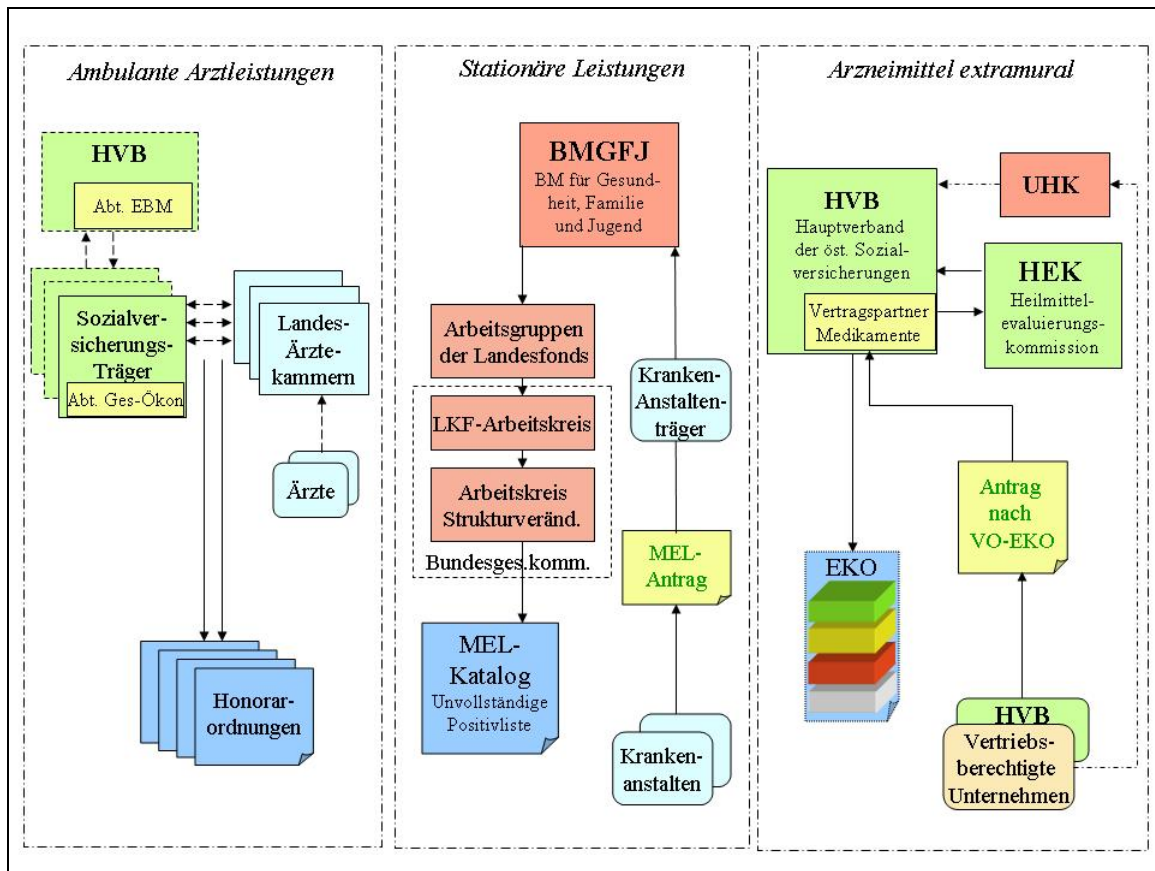 Ambulante Arztleistungen
HVB
Abt. EBM
Sozialver-
sicherungs-
Träger
Abt. Ges-Ökon
Landes-
Ärzte-
kammern
Ärzte
Honorar-
ordnungen
Stationäre Leistungen
BMGFJ
BM für Gesund-
heit, Familie
und Jugend
Arbeitsgruppen
der Landesfonds
LKF-Arbeitskreis
Arbeitskreis
Strukturveränd.
Bundesges.komm.
MEL-
Katalog
Unvollständige
Positivliste
Kranken-
Anstalten-
träger
MEL-
Antrag
Kranken-
anstalten
Arzneimittel extramural
HVB
Hauptverband
der öst. Sozial-
versicherungen
Vertragspartner
Medikamente
UHK
HEK
Heilmittel-
evaluierungs-
kommission
Antrag
nach
VO-EKO
EKO
HVB
Vertriebs-
berechtigte
Unternehmen